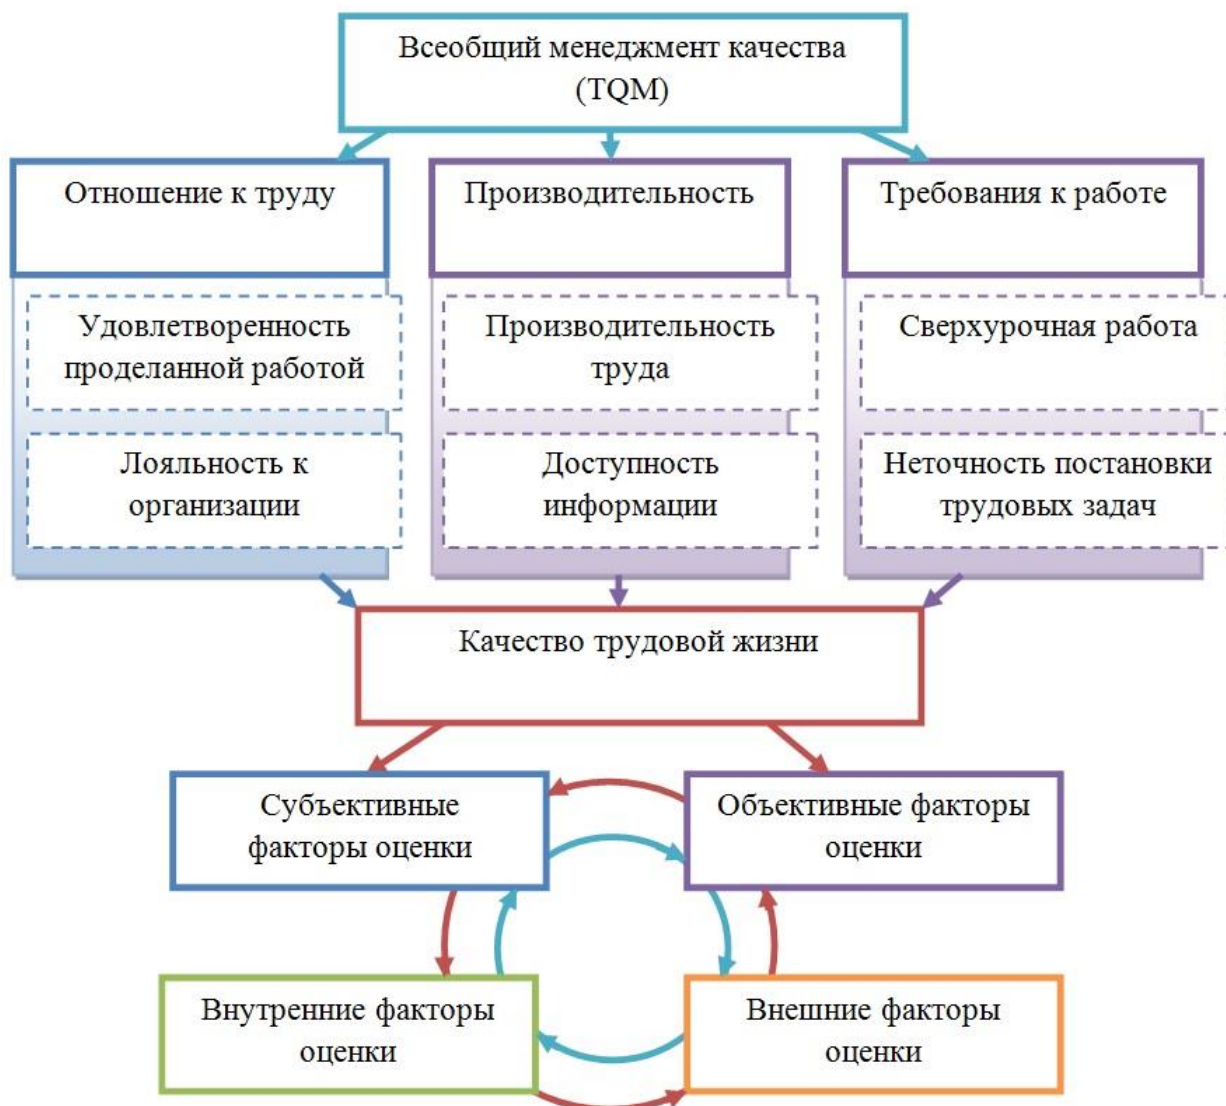 Всеобщий менеджмент качества
(TQM)
Отношение к труду
Производительность
Требования к работе
Удовлетворенность
проделанной работой
Производительность
труда
Сверхурочная работа
Лояльность к
организации
Доступность
информации
Неточность постановки
трудовых задач
Качество трудовой жизни
Субъективные
факторы оценки
Объективные факторы
оценки
Внутренние факторы
оценки
Внешние факторы
оценки